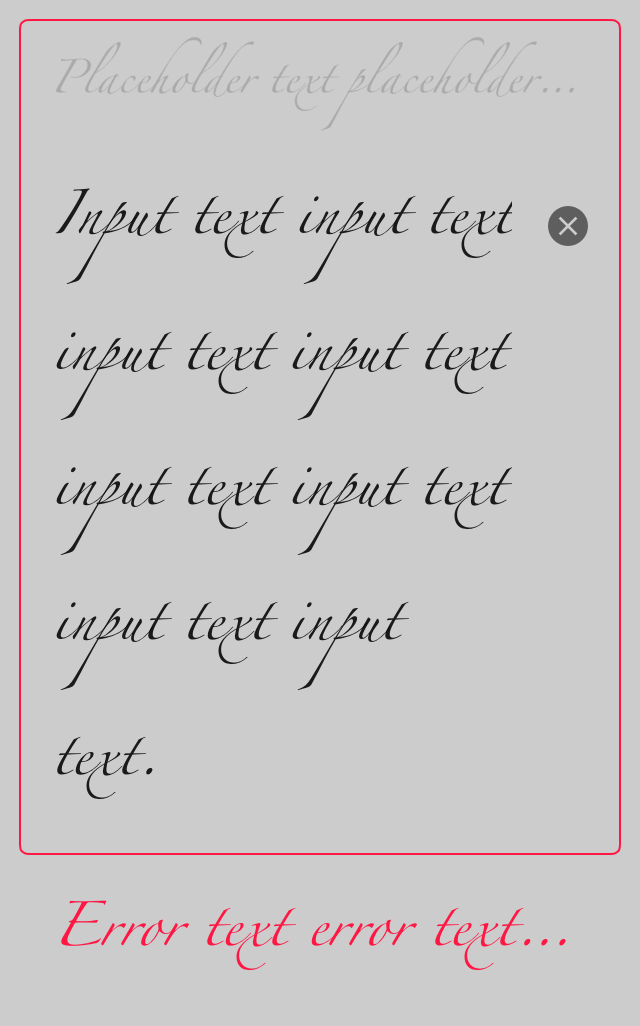 Placeholder text placeholder...
Input text input text
input text input text
input text input text
input text input
text.
Error text error text...